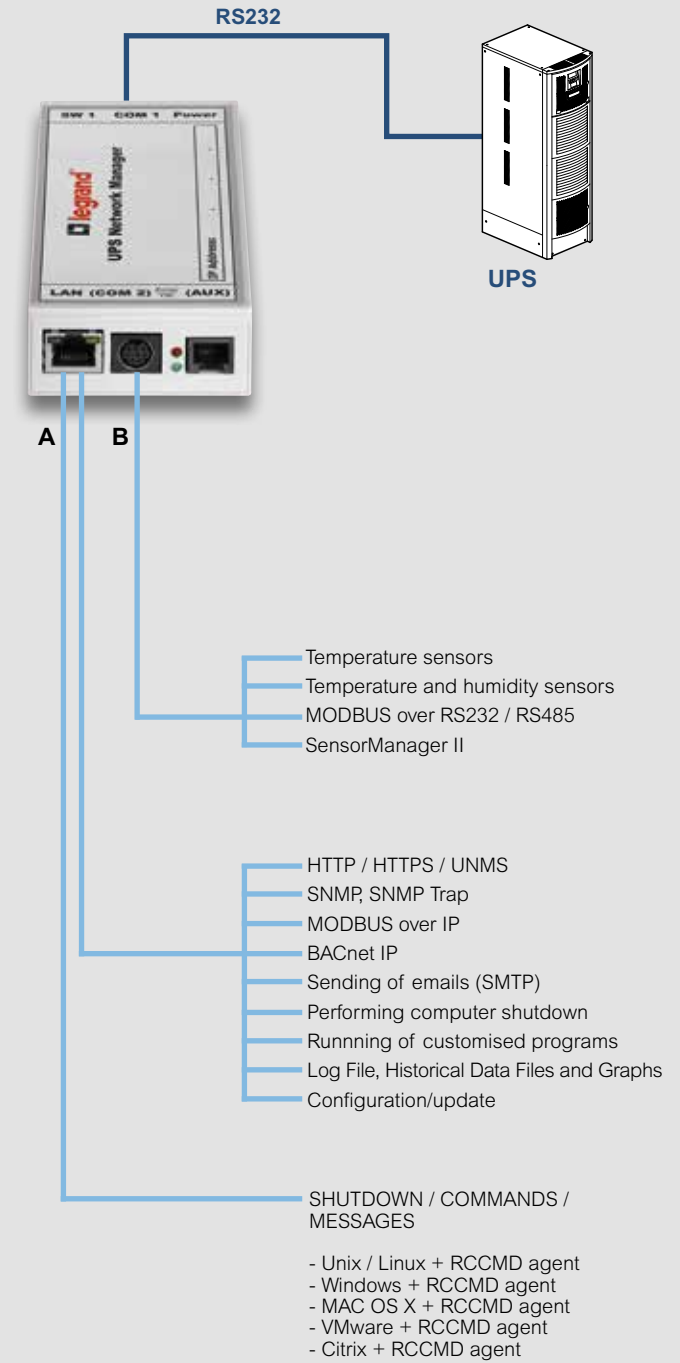 RS232
SW 1 COM 1 Power
legrand
UPS Network Manager
IP Address:
LAN (COM 2) (AUX)
UPS
A B
Temperature sensors
Temperature and humidity sensors
MODBUS over RS232 / RS485
SensorManager II
HTTP / HTTPS / UNMS
SNMP, SNMP Trap
MODBUS over IP
BACnet IP
Sending of emails (SMTP)
Performing computer shutdown
Runnning of customised programs
Log File, Historical Data Files and Graphs
Configuration/update
SHUTDOWN / COMMANDS /
MESSAGES
- Unix / Linux + RCCMD agent
- Windows + RCCMD agent
- MAC OS X + RCCMD agent
- VMware + RCCMD agent
- Citrix + RCCMD agent